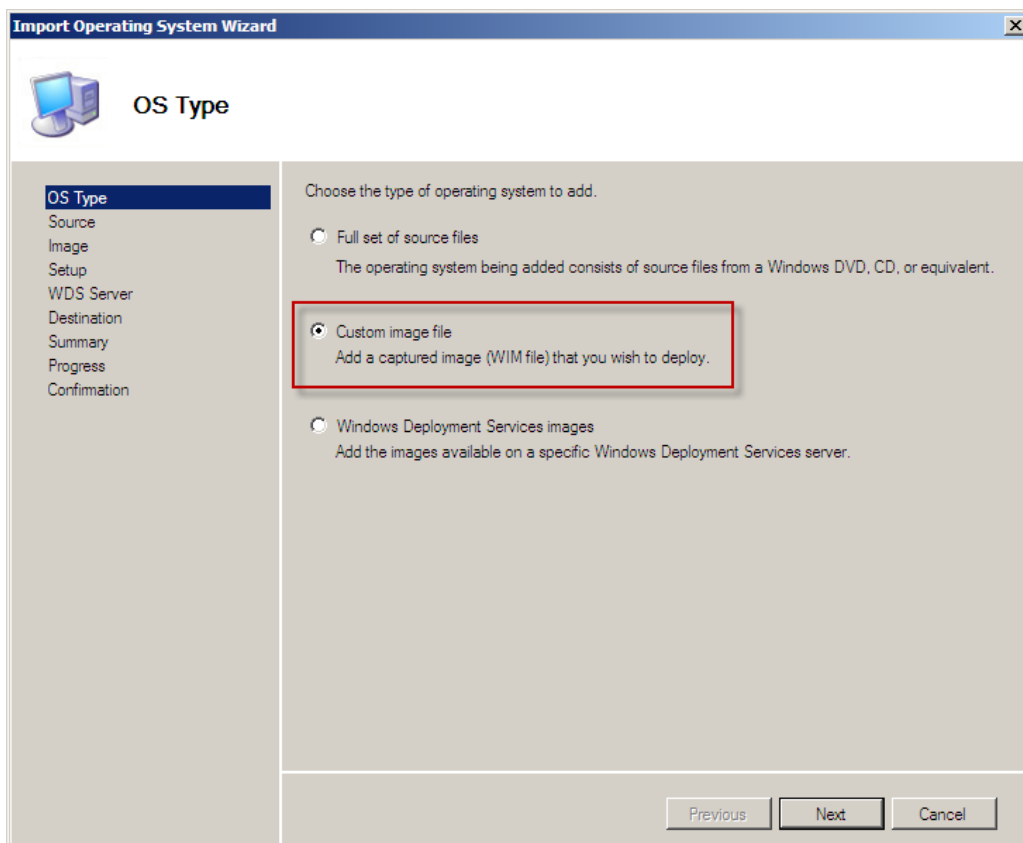 Import Operating System Wizard
OS Type
OS Type
Source
Image
Setup
WDS Server
Destination
Summary
Progress
Confirmation
Choose the type of operating system to add.
Full set of source files
The operating system being added consists of source files from a Windows DVD, CD, or equivalent.
Custom image file
Add a captured image (WIM file) that you wish to deploy.
Windows Deployment Services images
Add the images available on a specific Windows Deployment Services server.
Previous Next Cancel